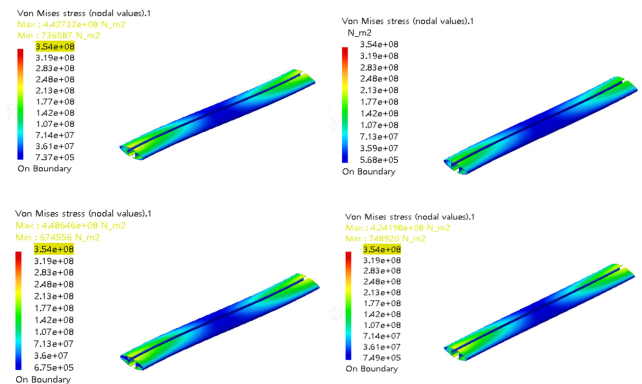 Von Mises stress (nodal values).1
Max : 4.42732e+08 N_m2
Min : 736587 N_m2
3.54e+08
3.19e+08
2.83e+08
2.48e+08
2.13e+08
1.77e+08
1.42e+08
1.07e+08
7.14e+07
3.61e+07
7.37e+05
On Boundary
Von Mises stress (nodal values).1
N_m2
3.54e+08
3.19e+08
2.83e+08
2.48e+08
2.13e+08
1.77e+08
1.42e+08
1.07e+08
7.13e+07
3.59e+07
5.68e+05
On Boundary
Von Mises stress (nodal values).1
Max : 4.48646e+08 N_m2
Min : 674556 N_m2
3.54e+08
3.19e+08
2.83e+08
2.48e+08
2.13e+08
1.77e+08
1.42e+08
1.07e+08
7.13e+07
3.6e+07
6.75e+05
On Boundary
Von Mises stress (nodal values).1
Max : 4.24198e+08 N_m2
Min : 748920 N_m2
3.54e+08
3.19e+08
2.83e+08
2.48e+08
2.13e+08
1.77e+08
1.42e+08
1.07e+08
7.14e+07
3.61e+07
7.49e+05
On Boundary